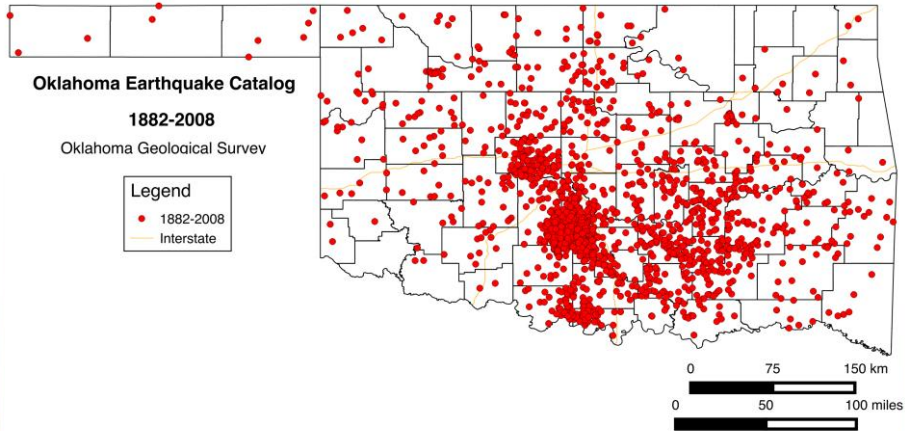 Oklahoma Earthquake Catalog
1882-2008
Oklahoma Geological Survey
Legend
1882-2008
Interstate
0 75 150 km
0 50 100 miles